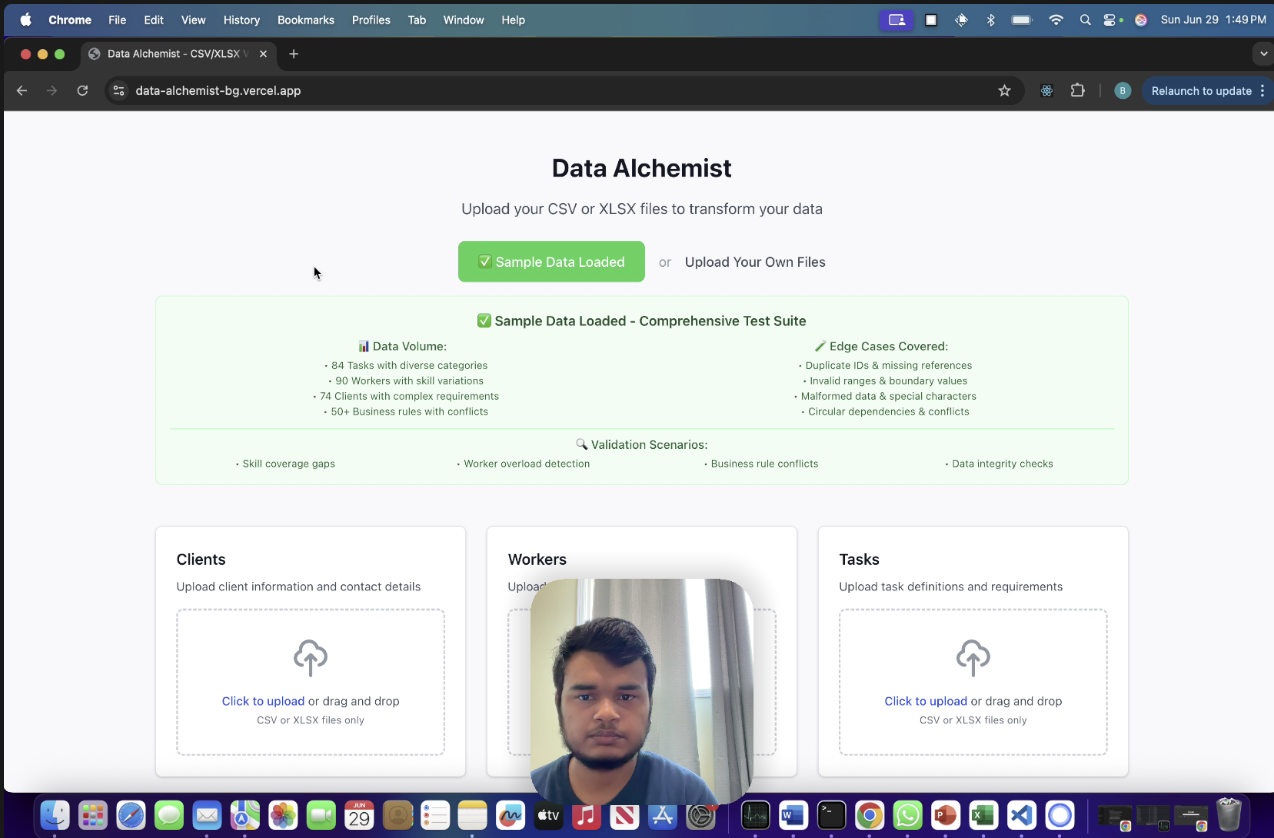 Chrome File Edit View History Bookmarks Profiles Tab Window Help Sun Jun 29 1:49 PM
Data Alchemist - CSV/XLSX
data-alchemist-bg.vercel.app B Relaunch to update
Data Alchemist
Upload your CSV or XLSX files to transform your data
✅ Sample Data Loaded or Upload Your Own Files
✅ Sample Data Loaded - Comprehensive Test Suite
📊 Data Volume:
• 84 Tasks with diverse categories
• 90 Workers with skill variations
• 74 Clients with complex requirements
• 50+ Business rules with conflicts
🧪 Edge Cases Covered:
• Duplicate IDs & missing references
• Invalid ranges & boundary values
• Malformed data & special characters
• Circular dependencies & conflicts
🔍 Validation Scenarios:
• Skill coverage gaps • Worker overload detection • Business rule conflicts • Data integrity checks
Clients
Upload client information and contact details
Click to upload or drag and drop
CSV or XLSX files only
Workers
Tasks
Upload task definitions and requirements
Click to upload or drag and drop
CSV or XLSX files only
JUN
29
tv